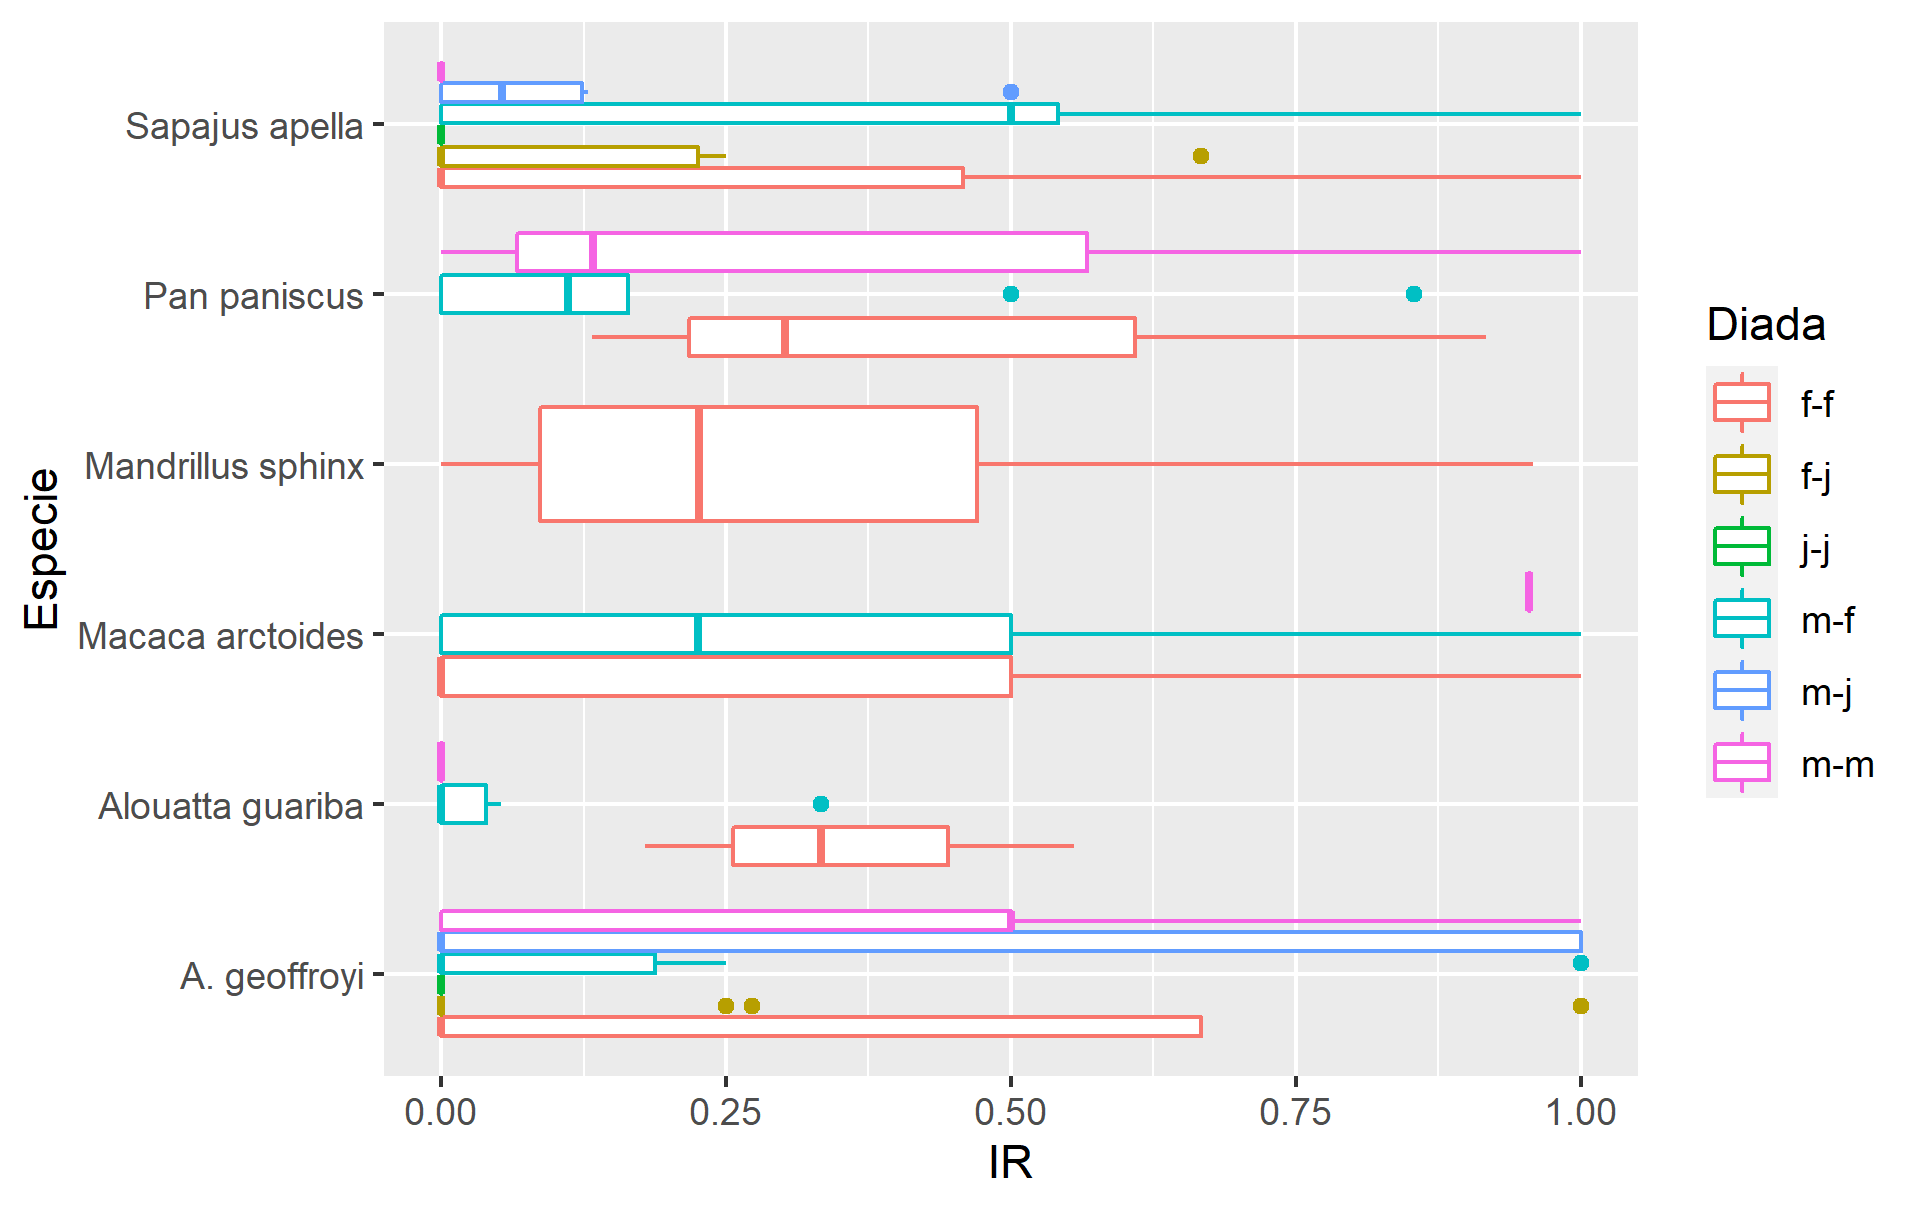 Especie
Sapajus apella
Pan paniscus
Mandrillus sphinx
Macaca arctoides
Alouatta guariba
A. geoffroyi
0.00 0.25 0.50 0.75 1.00
IR
Diada
f-f
f-j
j-j
m-f
m-j
m-m